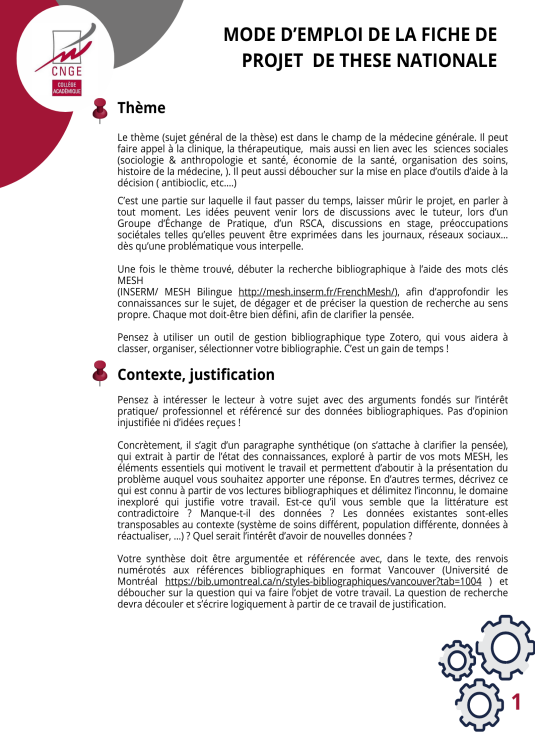 MODE D’EMPLOI DE LA FICHE DE
PROJET DE THESE NATIONALE
CNGE
COLLÈGE
ACADÉMIQUE
Thème
Le thème (sujet général de la thèse) est dans le champ de la médecine générale. Il peut
faire appel à la clinique, la thérapeutique, mais aussi en lien avec les sciences sociales
(sociologie & anthropologie et santé, économie de la santé, organisation des soins,
histoire de la médecine, ). Il peut aussi déboucher sur la mise en place d’outils d’aide à la
décision ( antibioclic, etc….)
C’est une partie sur laquelle il faut passer du temps, laisser mûrir le projet, en parler à
tout moment. Les idées peuvent venir lors de discussions avec le tuteur, lors d’un
Groupe d’Échange de Pratique, d’un RSCA, discussions en stage, préoccupations
sociétales telles qu’elles peuvent être exprimées dans les journaux, réseaux sociaux…
dès qu’une problématique vous interpelle.
Une fois le thème trouvé, débuter la recherche bibliographique à l’aide des mots clés
MESH
(INSERM/ MESH Bilingue http://mesh.inserm.fr/FrenchMesh/), afin d’approfondir les
connaissances sur le sujet, de dégager et de préciser la question de recherche au sens
propre. Chaque mot doit-être bien défini, afin de clarifier la pensée.
Pensez à utiliser un outil de gestion bibliographique type Zotero, qui vous aidera à
classer, organiser, sélectionner votre bibliographie. C’est un gain de temps !
Contexte, justification
Pensez à intéresser le lecteur à votre sujet avec des arguments fondés sur l’intérêt
pratique/ professionnel et référencé sur des données bibliographiques. Pas d’opinion
injustifiée ni d’idées reçues !
Concrètement, il s’agit d’un paragraphe synthétique (on s’attache à clarifier la pensée),
qui extrait à partir de l’état des connaissances, exploré à partir de vos mots MESH, les
éléments essentiels qui motivent le travail et permettent d’aboutir à la présentation du
problème auquel vous souhaitez apporter une réponse. En d’autres termes, décrivez ce
qui est connu à partir de vos lectures bibliographiques et délimitez l’inconnu, le domaine
inexploré qui justifie votre travail. Est-ce qu’il vous semble que la littérature est
contradictoire ? Manque-t-il des données ? Les données existantes sont-elles
transposables au contexte (système de soins différent, population différente, données à
réactualiser, …) ? Quel serait l’intérêt d’avoir de nouvelles données ?
Votre synthèse doit être argumentée et référencée avec, dans le texte, des renvois
numérotés aux références bibliographiques en format Vancouver (Université de
Montréal https://bib.umontreal.ca/n/styles-bibliographiques/vancouver?tab=1004 ) et
déboucher sur la question qui va faire l’objet de votre travail. La question de recherche
devra découler et s’écrire logiquement à partir de ce travail de justification.
1